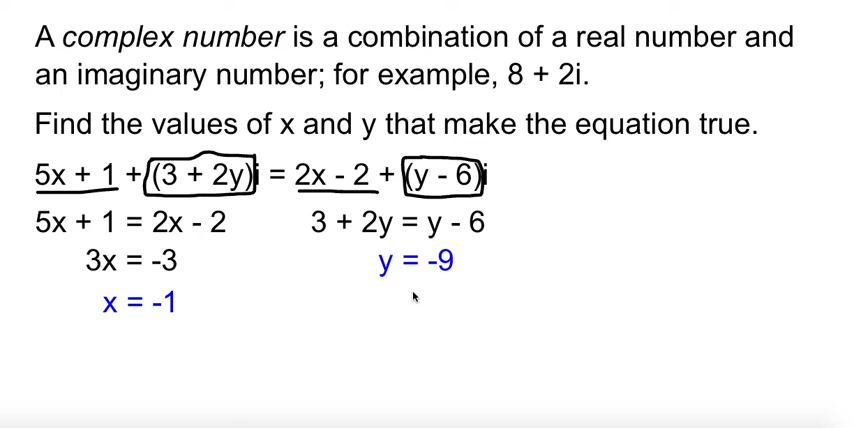 A complex number is a combination of a real number and
an imaginary number; for example, 8 + 2i.
Find the values of x and y that make the equation true.
5x + 1 + (3 + 2y)i = 2x - 2 + (y - 6)i
5x + 1 = 2x - 2
3 + 2y = y - 6
3x = -3
y = -9
x = -1